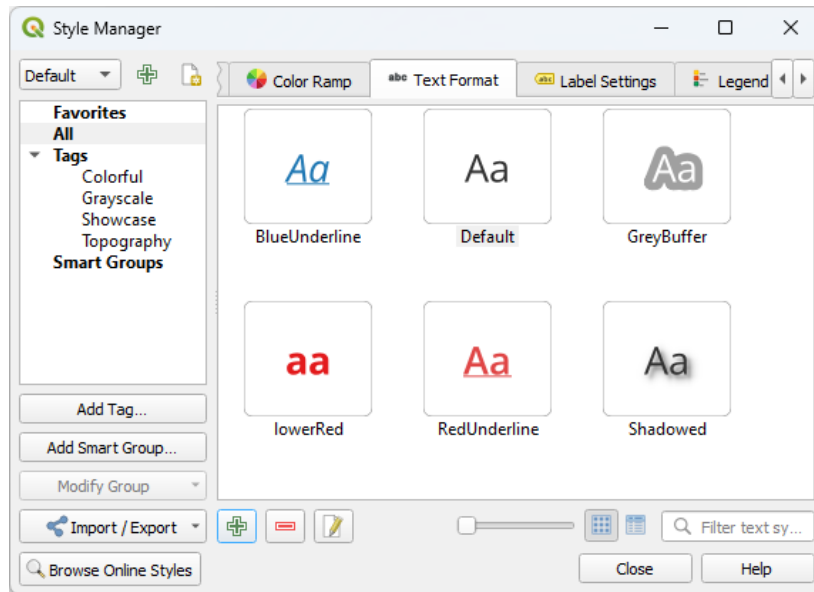 Style Manager
Default
Color Ramp
abc Text Format
abc Label Settings
Legend
Favorites
All
Tags
Colorful
Grayscale
Showcase
Topography
Smart Groups
Aa
Aa
Aa
BlueUnderline
Default
GreyBuffer
aa
Aa
Aa
lowerRed
RedUnderline
Shadowed
Add Tag...
Add Smart Group...
Modify Group
Import / Export
Filter text sy...
Browse Online Styles
Close
Help